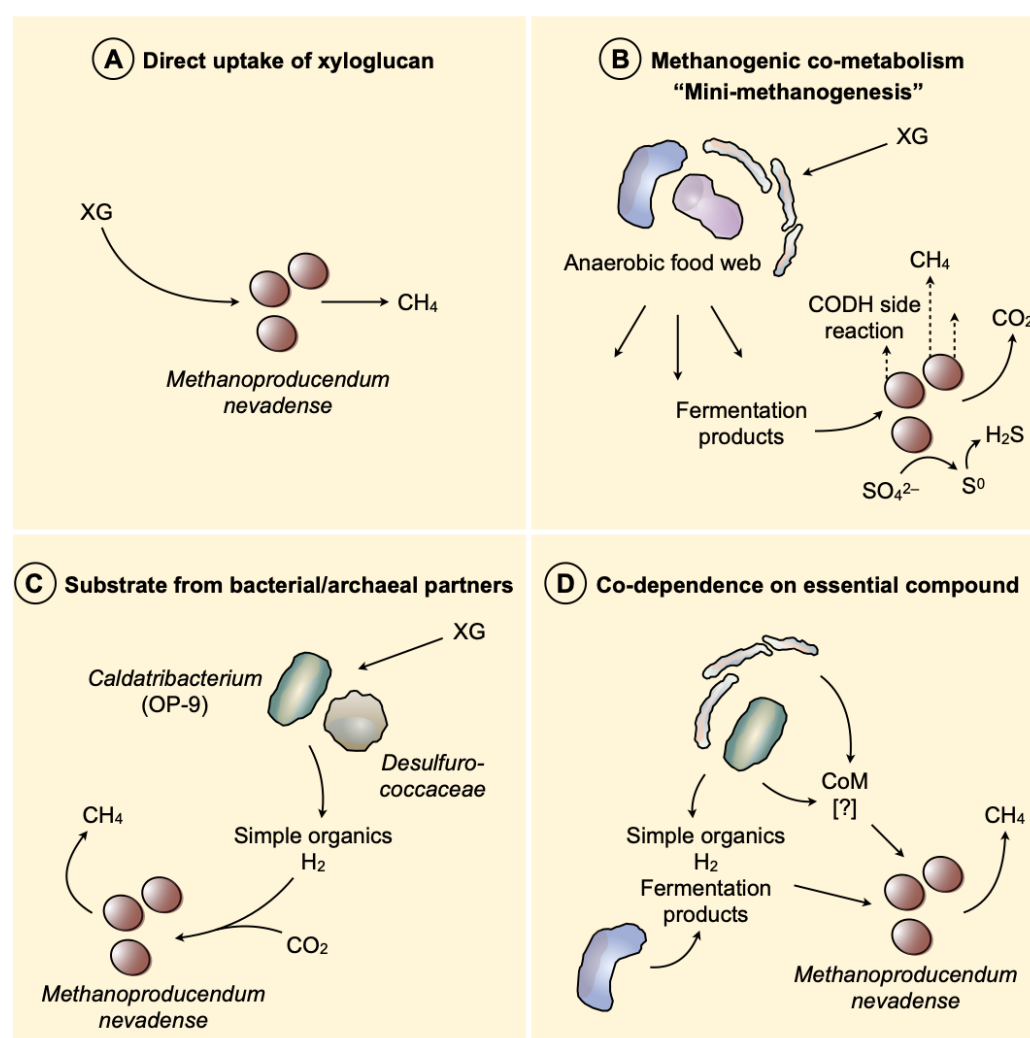 A Direct uptake of xyloglucan
XG
CH₄
Methanoproducendum
nevadense
B Methanogenic co-metabolism
“Mini-methanogenesis”
XG
Anaerobic food web
CH₄
CODH side
reaction
CO₂
Fermentation
products
H₂S
SO₄²⁻
S⁰
C Substrate from bacterial/archaeal partners
XG
Caldatribacterium
(OP-9)
Desulfuro-
coccaceae
CH₄
Simple organics
H₂
CO₂
Methanoproducendum
nevadense
D Co-dependence on essential compound
CoM
[?]
CH₄
Simple organics
H₂
Fermentation
products
Methanoproducendum
nevadense